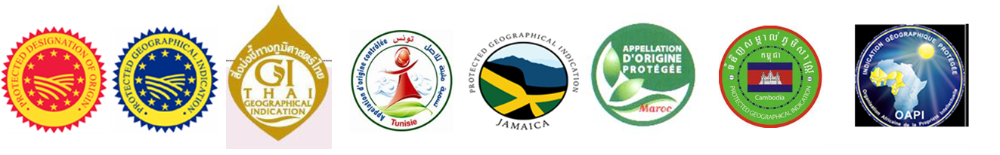 PROTECTED DESIGNATION OF ORIGIN
PROTECTED GEOGRAPHICAL INDICATION
สิ่งบ่งชี้ทางภูมิศาสตร์ไทย
GI
THAI
GEOGRAPHICAL
INDICATION
تونس
Appellation d'origine contrôlée
Tunisie
PROTECTED GEOGRAPHICAL INDICATION
JAMAICA
APPELLATION
D'ORIGINE
PROTÉGÉE
Maroc
កម្ពុជា
Cambodia
PROTECTED GEOGRAPHICAL INDICATION
INDICATION GÉOGRAPHIQUE PROTÉGÉE
OAPI
Organisation Africaine de la Propriété Intellectuelle